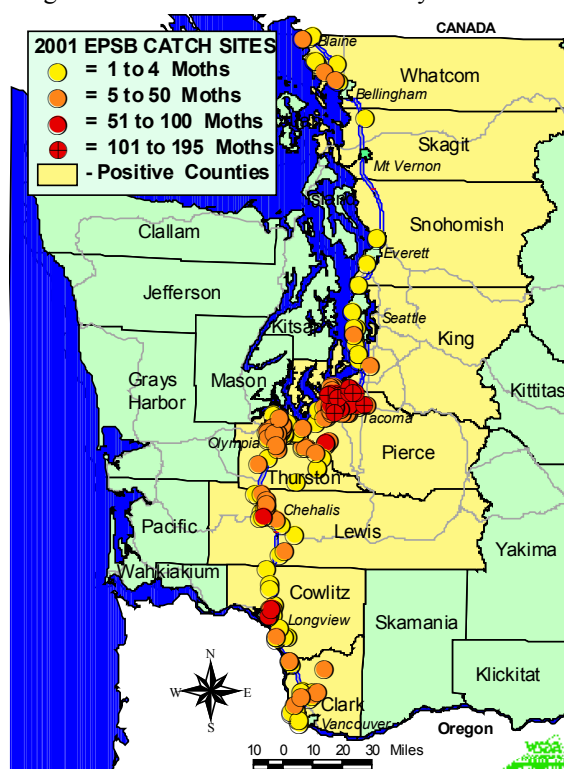 CANADA
2001 EPSB CATCH SITES
= 1 to 4 Moths
= 5 to 50 Moths
= 51 to 100 Moths
= 101 to 195 Moths
- Positive Counties
Blaine
Whatcom
Bellingham
Skagit
Mt Vernon
Island
Snohomish
Clallam
Everett
Jefferson
Seattle
Kitsap
King
Mason
Grays
Harbor
Kittitas
Tacoma
Olympia
Pierce
Thurston
Chehalis
Lewis
Pacific
Yakima
Wahkiakium
Cowlitz
Skamania
Longview
Klickitat
N
W E
S
Clark
Vancouver
Oregon
10 0 10 20 30 Miles